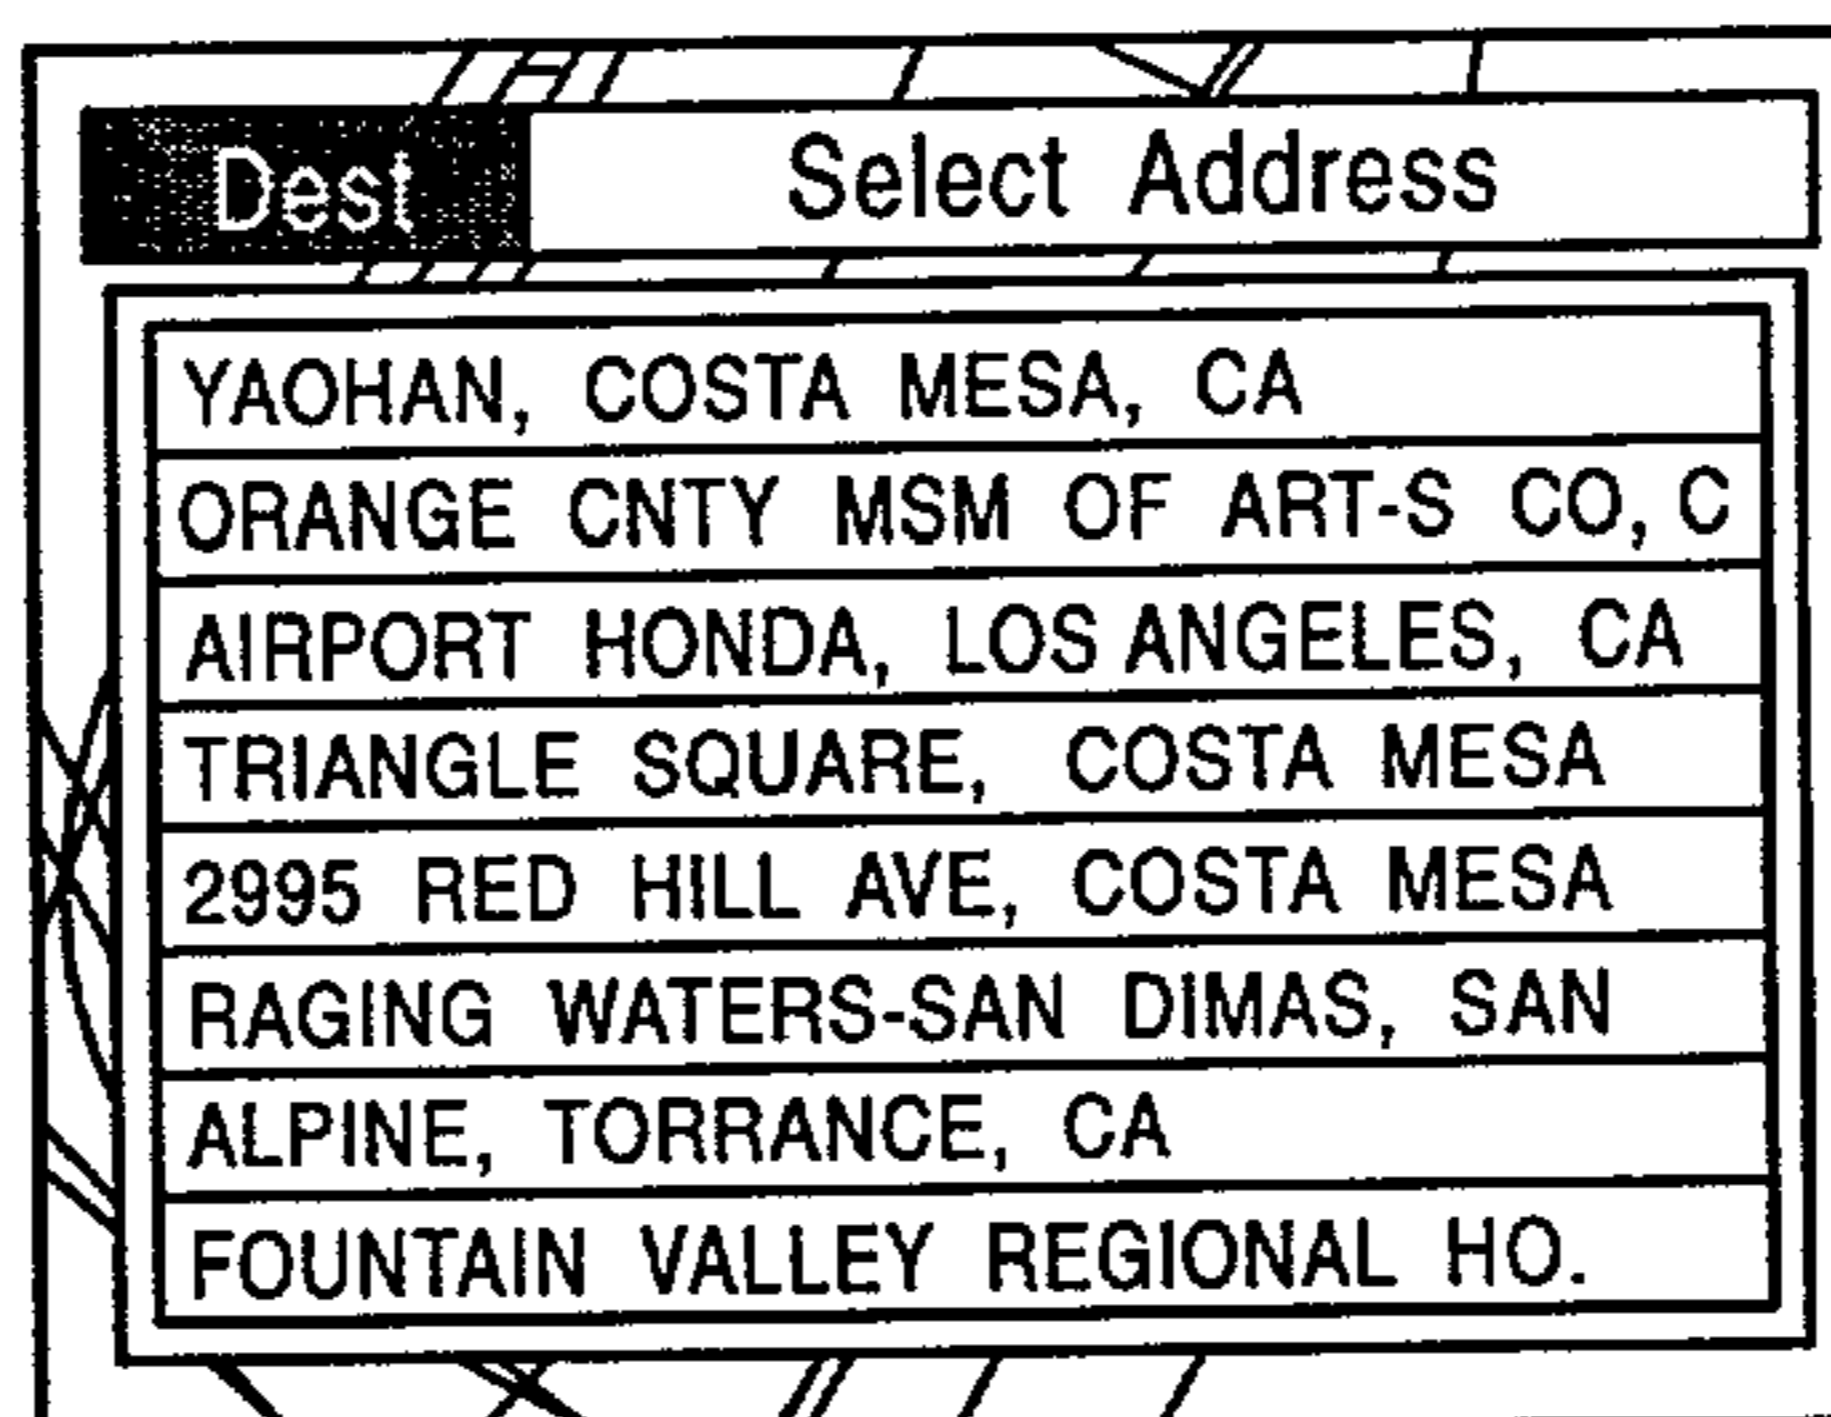 Dest Select Address
YAOHAN, COSTA MESA, CA
ORANGE CNTY MSM OF ART-S CO, C
AIRPORT HONDA, LOS ANGELES, CA
TRIANGLE SQUARE, COSTA MESA
2995 RED HILL AVE, COSTA MESA
RAGING WATERS-SAN DIMAS, SAN
ALPINE, TORRANCE, CA
FOUNTAIN VALLEY REGIONAL HO.